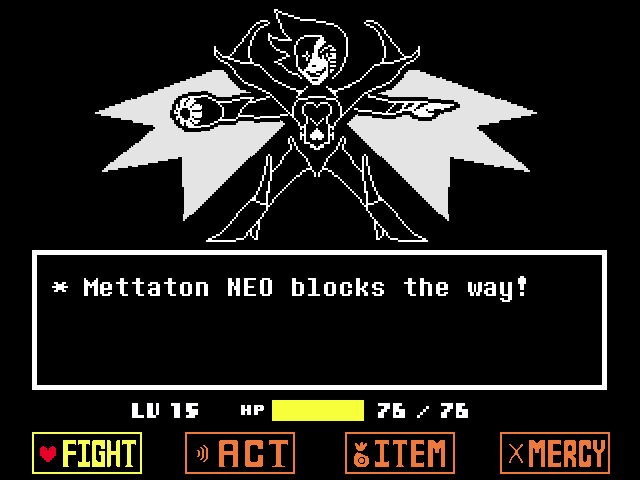 * Mettaton NEO blocks the way!
LV 15 HP 76 / 76
FIGHT ACT ITEM MERCY